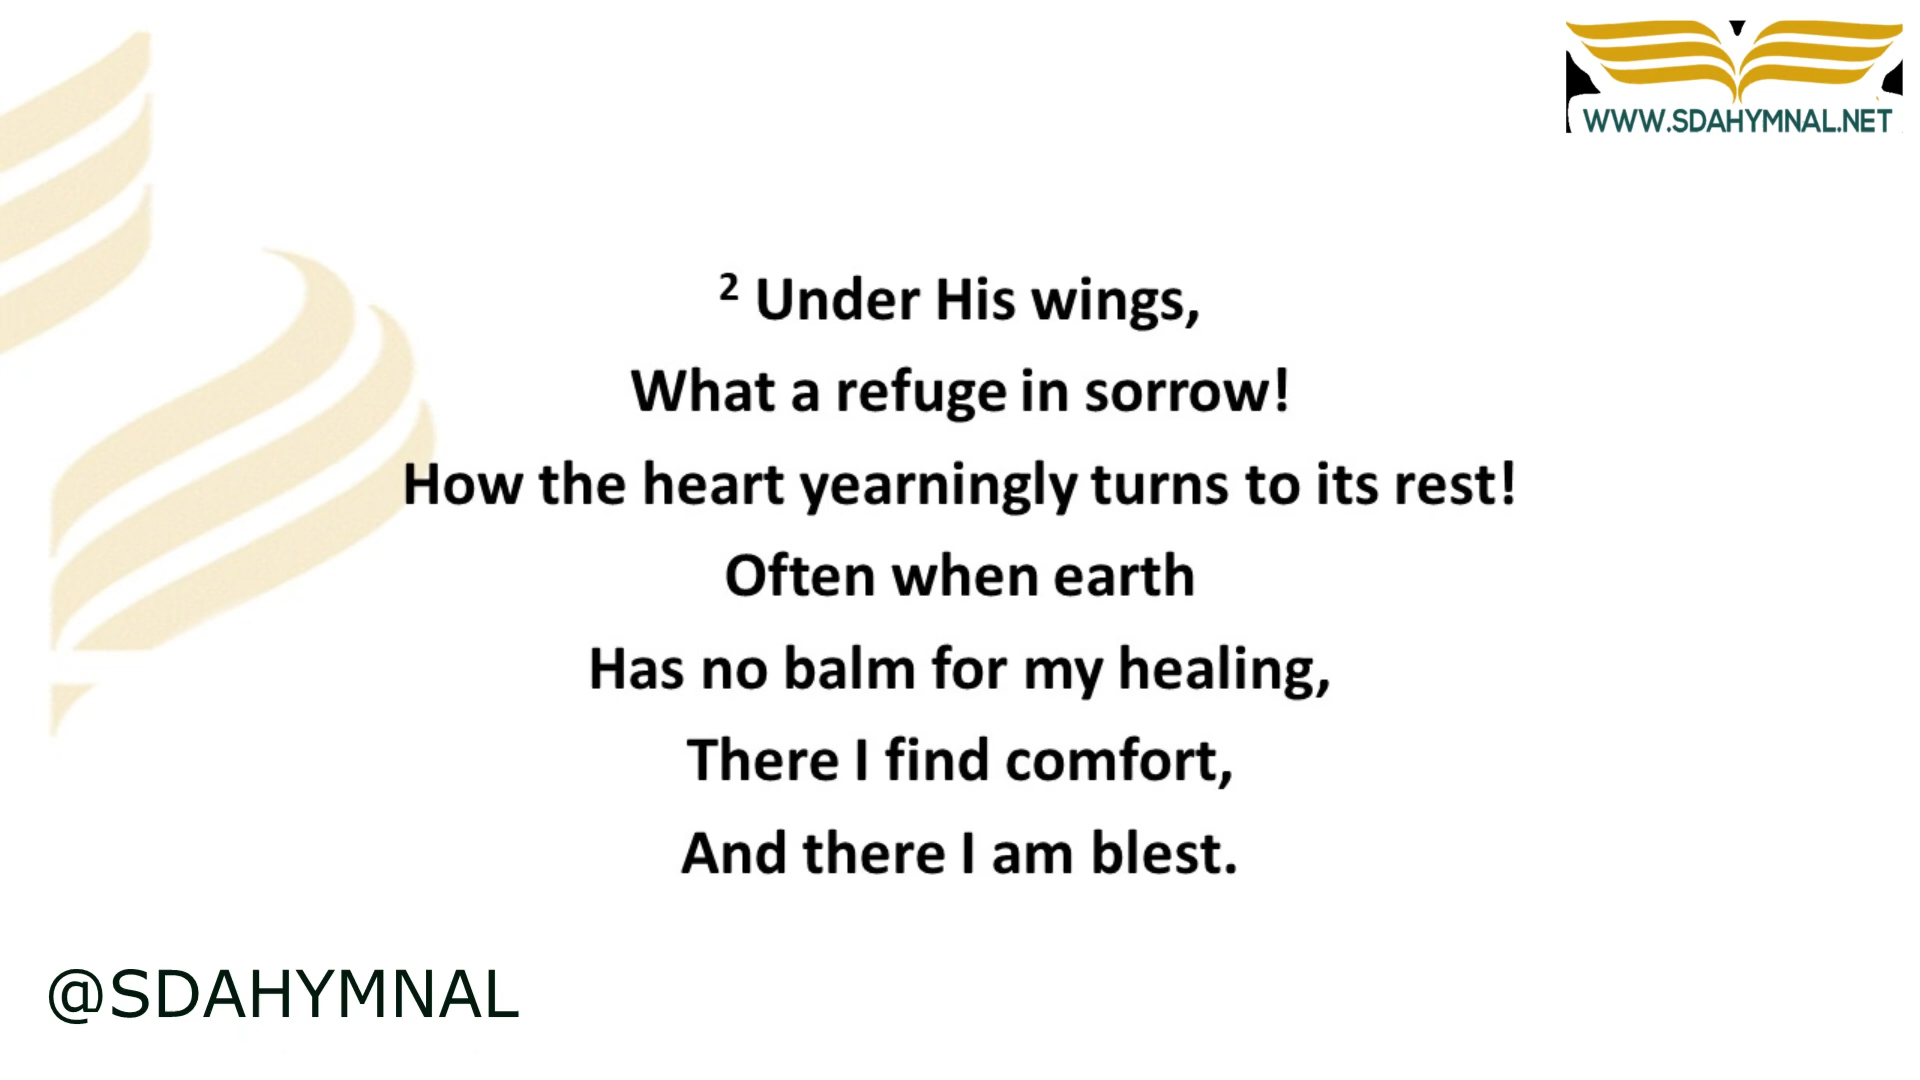 WWW.SDAHYMNAL.NET
² Under His wings,
What a refuge in sorrow!
How the heart yearningly turns to its rest!
Often when earth
Has no balm for my healing,
There I find comfort,
And there I am blest.
@SDAHYMNAL